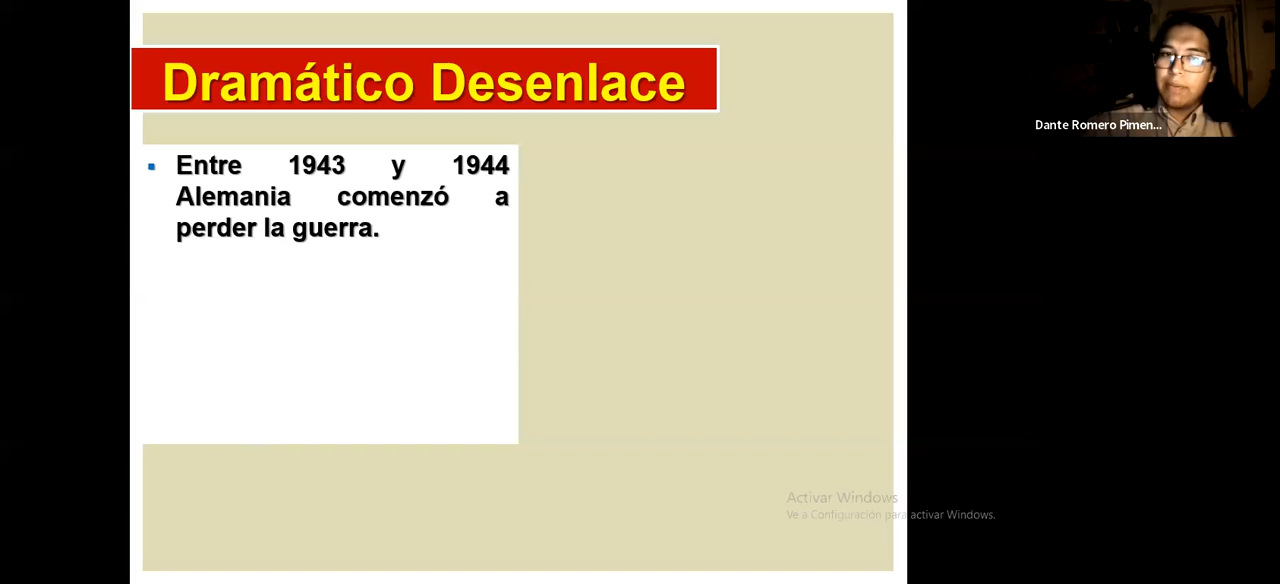 Dramático Desenlace
Dante Romero Pimen...
▪ Entre 1943 y 1944
Alemania comenzó a
perder la guerra.
Activar Windows
Ve a Configuración para activar Windows.